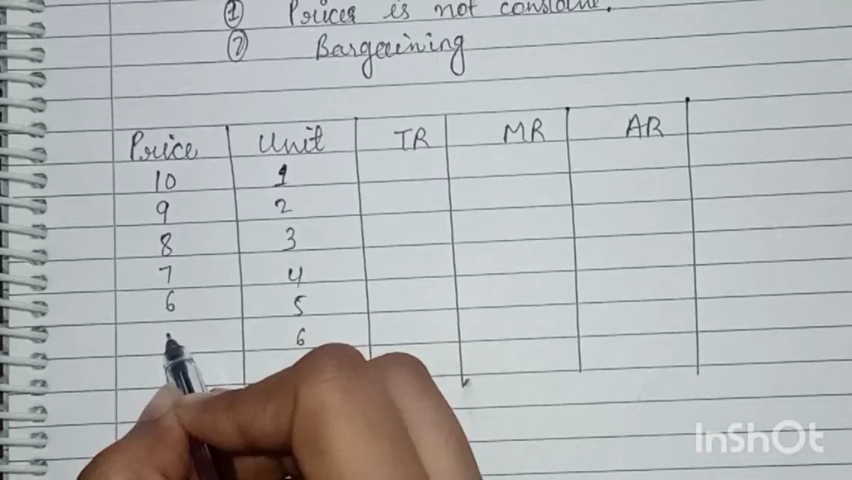 ① Prices is not constant.
② Bargaining
Price Unit TR MR AR
10 1
9 2
8 3
7 4
6 5
6
InShOt